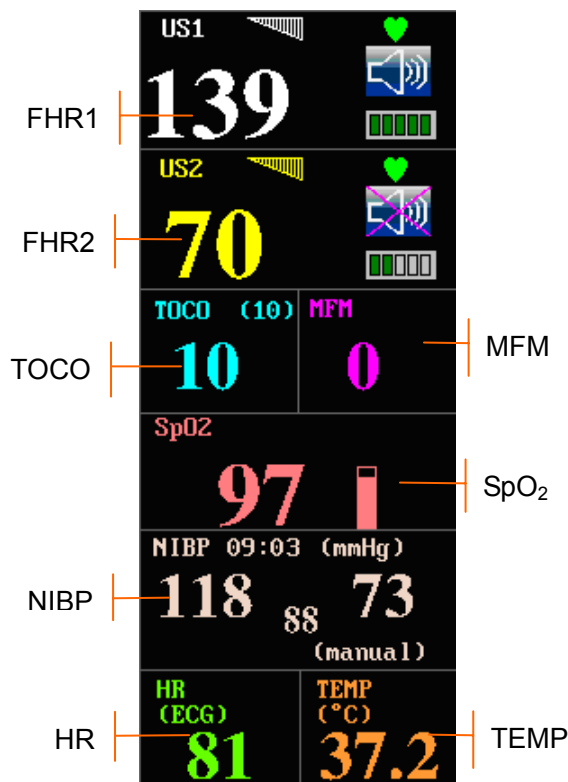 US1
FHR1
139
US2
FHR2
70
TOCO (10) MFM
TOCO
10
0
MFM
SpO2
97
SpO₂
NIBP 09:03 (mmHg)
NIBP
118 88 73
(manual)
HR
(ECG)
TEMP
(°C)
HR
81
37.2
TEMP